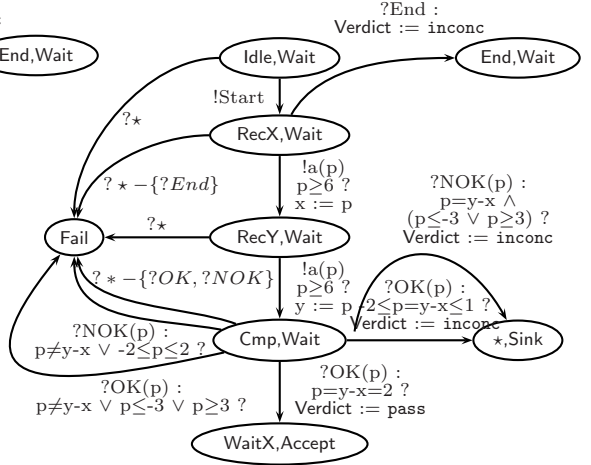 ?End :
Verdict := inconc
End,Wait
Idle,Wait
End,Wait
!Start
?⋆
RecX,Wait
?⋆−{?End}
!a(p)
p≥6 ?
x := p
?NOK(p) :
p=y-x ∧
(p≤-3 ∨ p≥3) ?
Verdict := inconc
Fail
?⋆
RecY,Wait
?∗−{?OK,?NOK}
!a(p)
p≥6 ?
y := p
?OK(p) :
-2≤p=y-x≤1 ?
Verdict := inconc
?NOK(p) :
p≠y-x ∨ -2≤p≤2 ?
Cmp,Wait
⋆,Sink
?OK(p) :
p≠y-x ∨ p≤-3 ∨ p≥3 ?
?OK(p) :
p=y-x=2 ?
Verdict := pass
WaitX,Accept